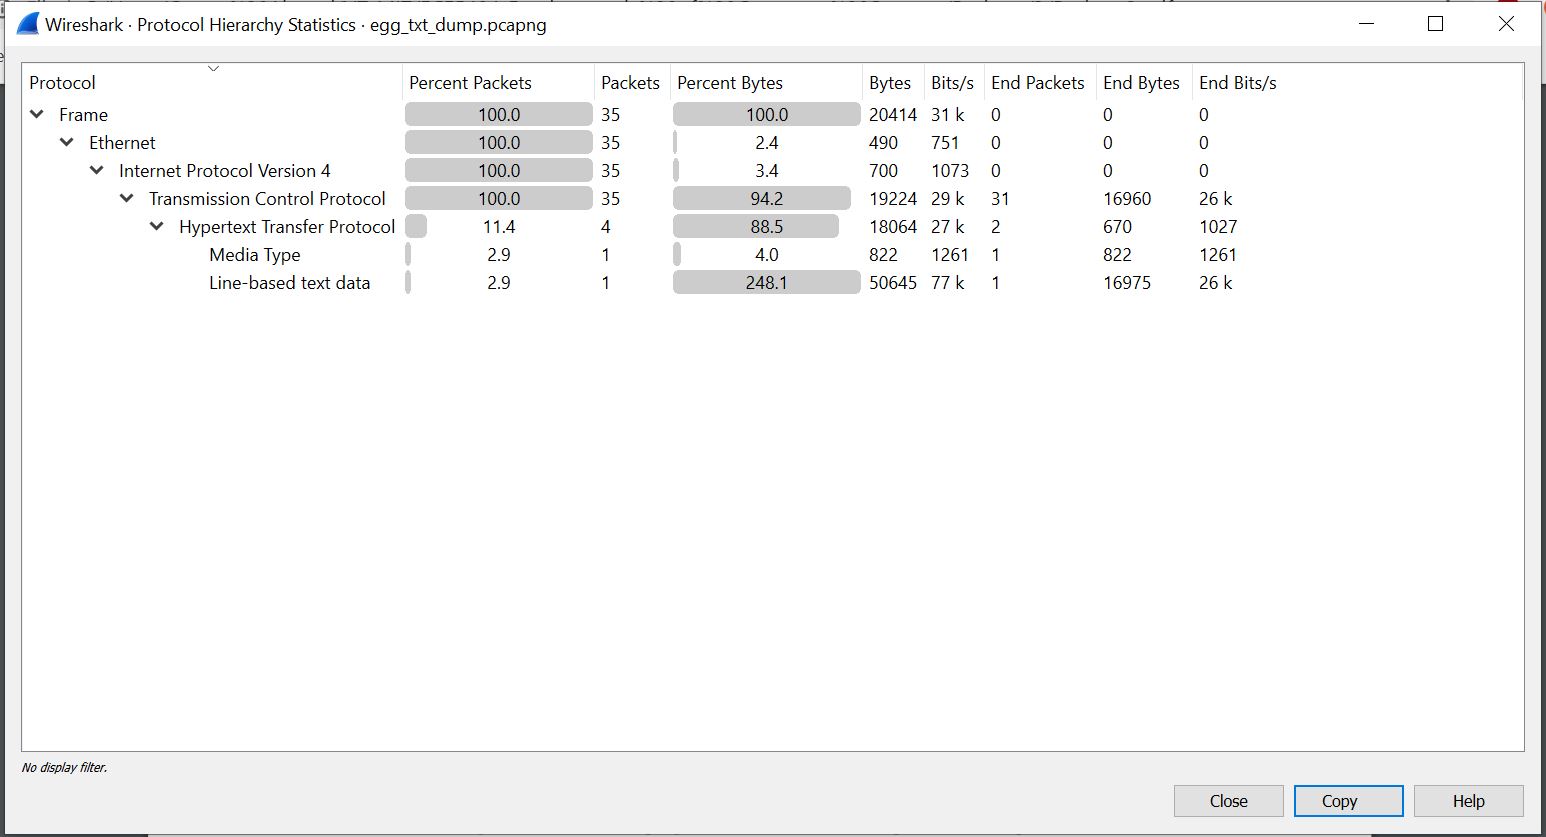 Wireshark · Protocol Hierarchy Statistics · egg_txt_dump.pcapng
Protocol Percent Packets Packets Percent Bytes Bytes Bits/s End Packets End Bytes End Bits/s
Frame 100.0 35 100.0 20414 31 k 0 0 0
Ethernet 100.0 35 2.4 490 751 0 0 0
Internet Protocol Version 4 100.0 35 3.4 700 1073 0 0 0
Transmission Control Protocol 100.0 35 94.2 19224 29 k 31 16960 26 k
Hypertext Transfer Protocol 11.4 4 88.5 18064 27 k 2 670 1027
Media Type 2.9 1 4.0 822 1261 1 822 1261
Line-based text data 2.9 1 248.1 50645 77 k 1 16975 26 k
No display filter.
Close Copy Help